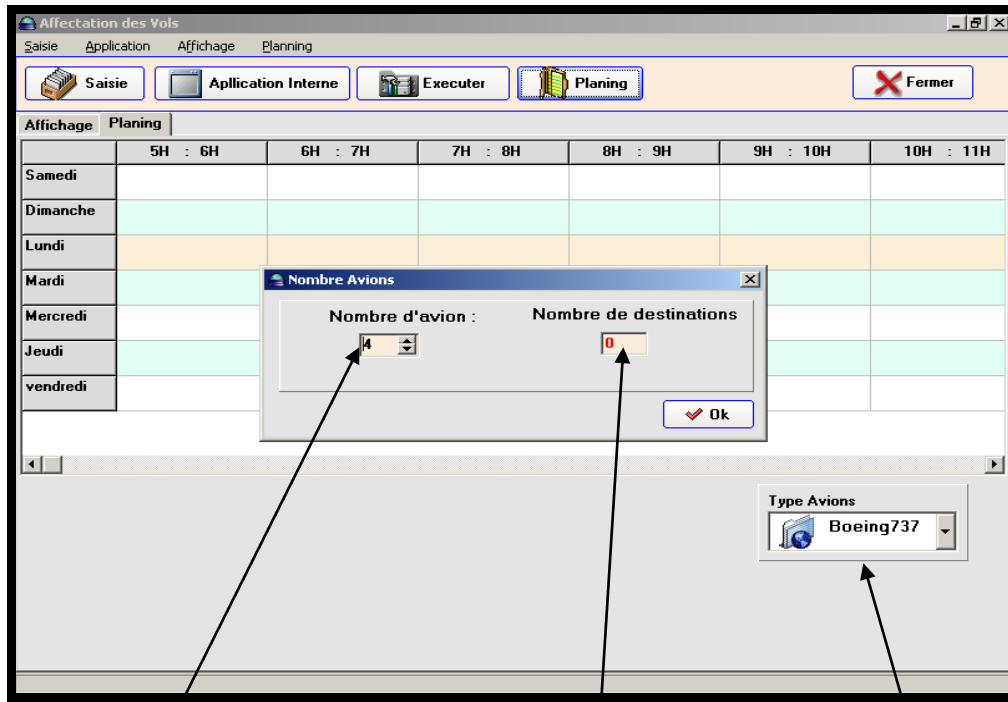 Affectation des Vols
Saisie Application Affichage Planning
Saisie Apllication Interne Executer Planing Fermer
Affichage Planing
5H : 6H 6H : 7H 7H : 8H 8H : 9H 9H : 10H 10H : 11H
Samedi
Dimanche
Lundi
Mardi
Mercredi
Jeudi
vendredi
Nombre Avions
Nombre d'avion : Nombre de destinations
4 0
Ok
Type Avions
Boeing737